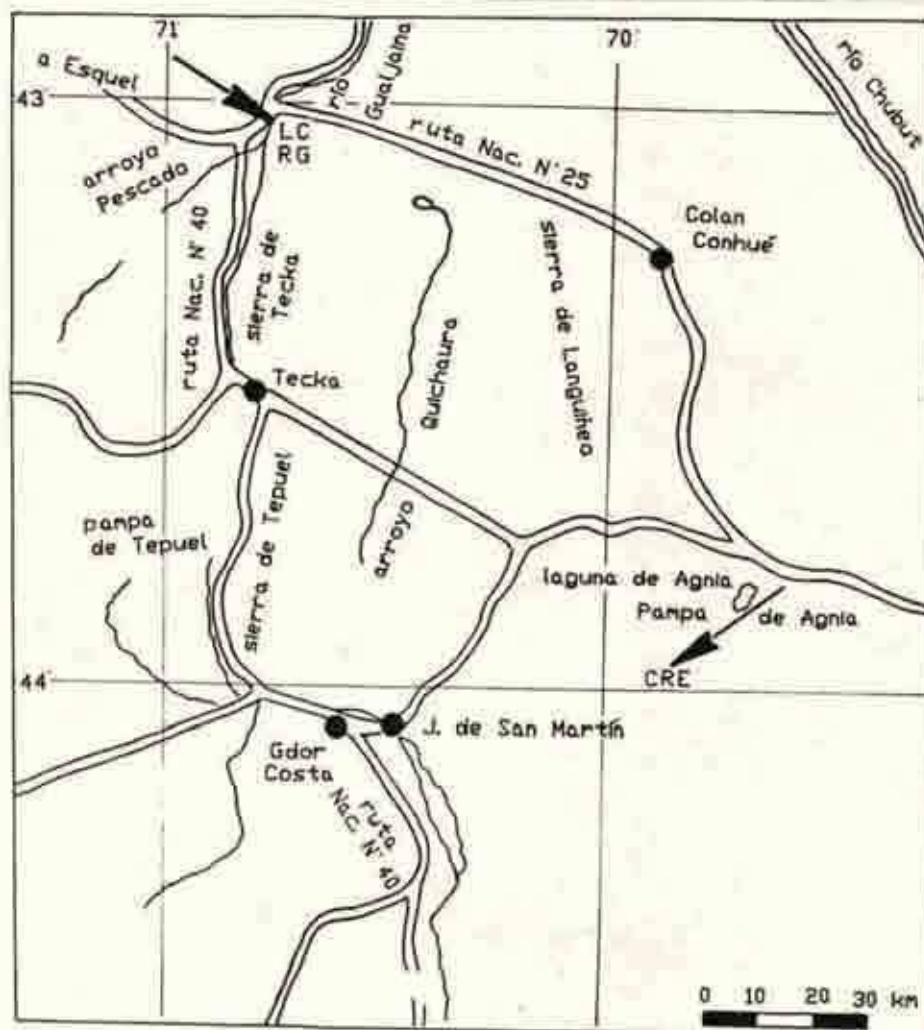 71
70
a Esquel
río
Gualjaina
río Chubut
43
LC
RG
ruta Nac. N° 25
arroyo
Pescado
Colan
Conhué
ruta Nac. N° 40
sierra de
Tecka
Quichaura
sierra de Languiñeo
Tecka
pampa
de Tepuel
sierra de Tepuel
arroyo
laguna de Agnia
Pampa de Agnia
CRE
44
J. de San Martín
Gdor
Costa
ruta
Nac. N° 40
0 10 20 30 km